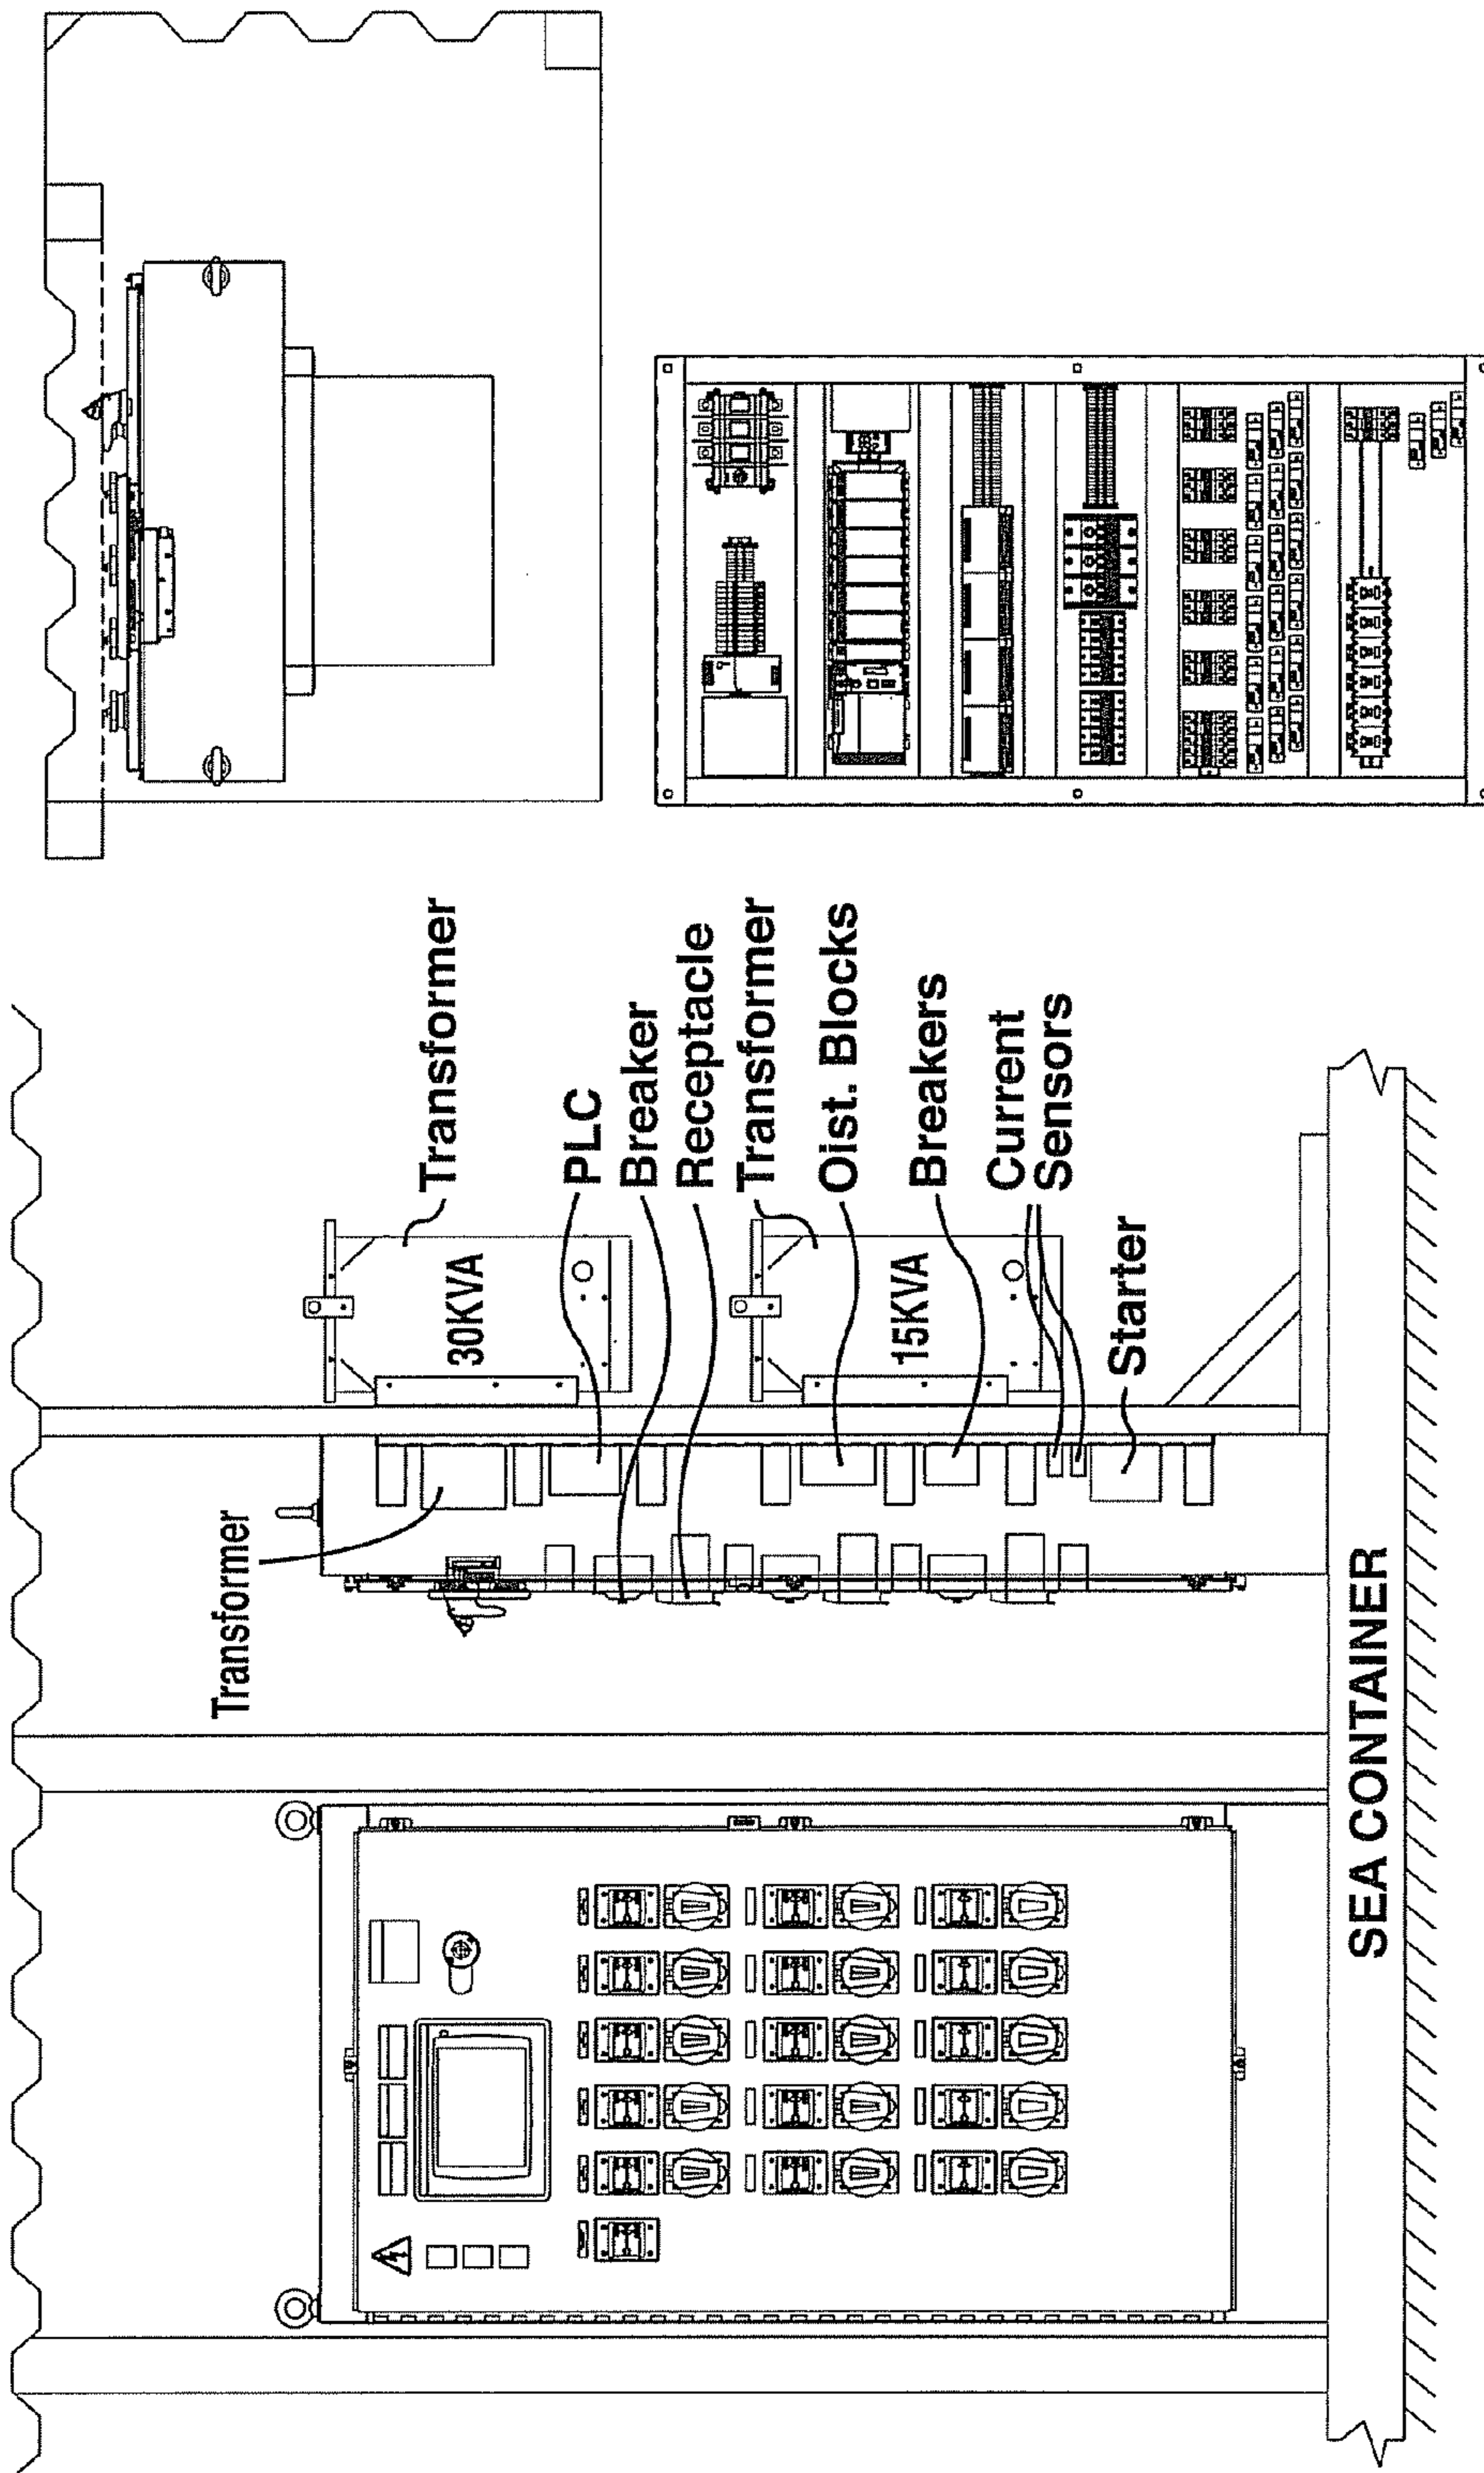 Transformer
30KVA
Transformer
PLC
Breaker
Receptacle
15KVA
Transformer
Oist. Blocks
Breakers
Current
Sensors
Starter
SEA CONTAINER